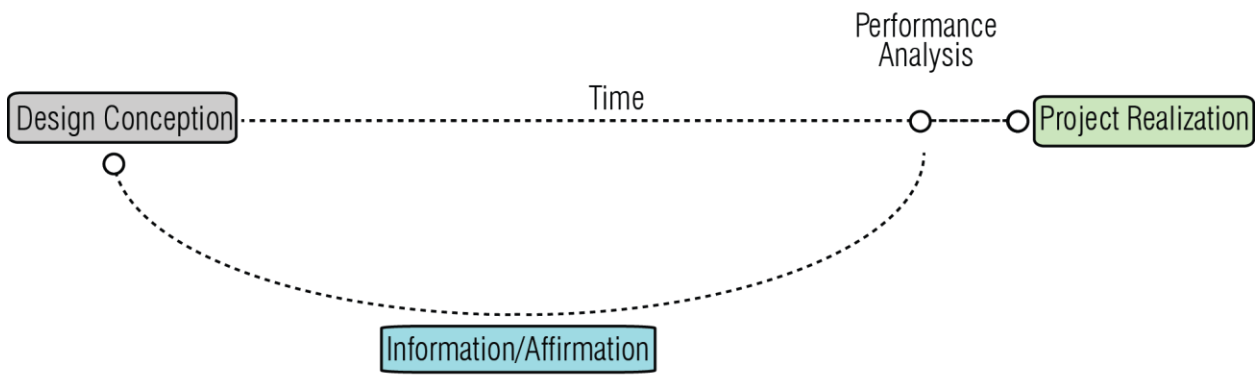 Performance
Analysis
Time
Design Conception
Project Realization
Information/Affirmation